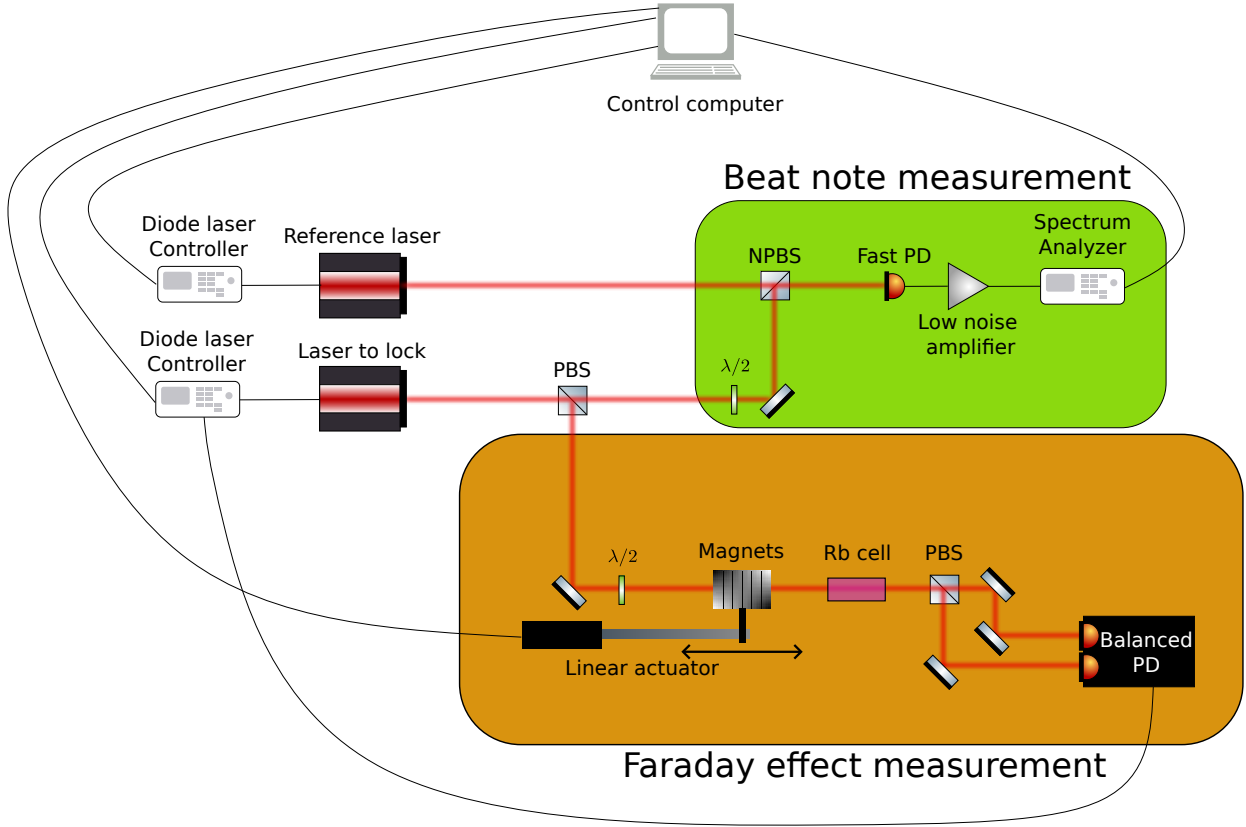 Control computer
Beat note measurement
Diode laser
Controller
Reference laser
NPBS
Fast PD
Spectrum
Analyzer
Low noise
amplifier
Diode laser
Controller
Laser to lock
PBS
λ/2
λ/2
Magnets
Rb cell
PBS
Linear actuator
Balanced
PD
Faraday effect measurement